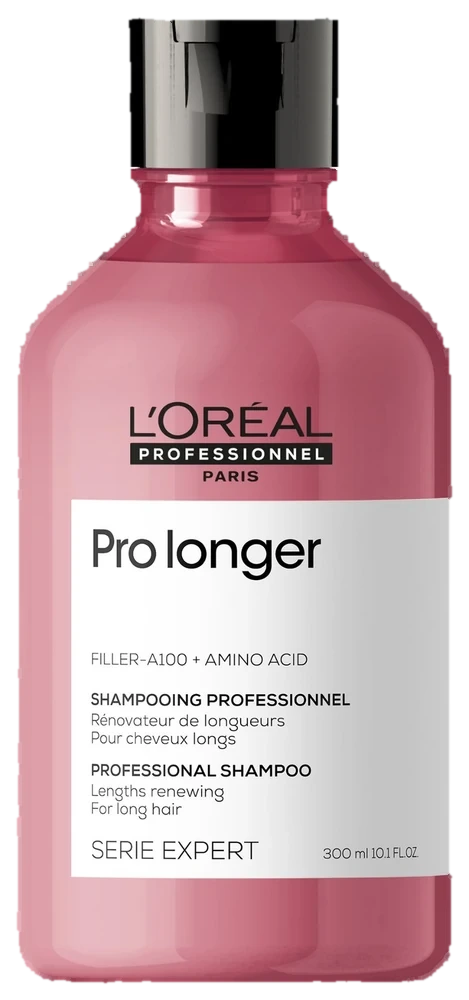 L'ORÉAL
PROFESSIONNEL
PARIS
Pro longer
FILLER-A100 + AMINO ACID
SHAMPOOING PROFESSIONNEL
Rénovateur de longueurs
Pour cheveux longs
PROFESSIONAL SHAMPOO
Lengths renewing
For long hair
SERIE EXPERT
300 ml 10.1 FL.OZ.